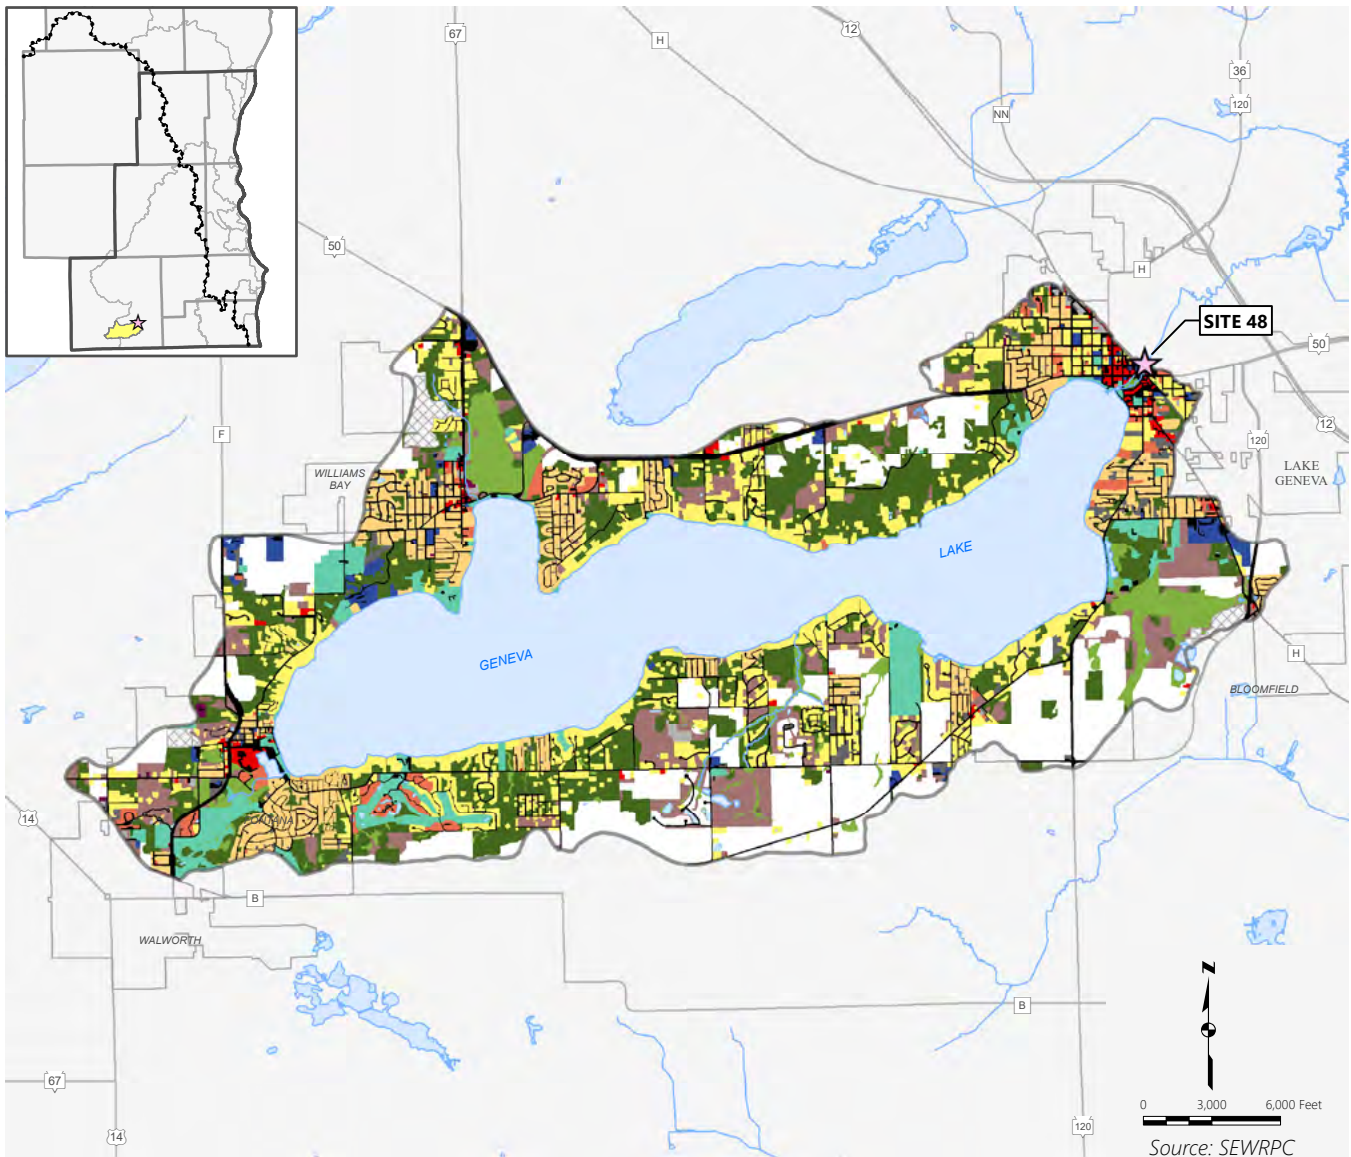 67
H
12
36
120
NN
50
H
SITE 48
50
F
12
120
WILLIAMS
BAY
LAKE
GENEVA
LAKE
H
GENEVA
BLOOMFIELD
14
FONTANA
B
WALWORTH
N
B
67
0 3,000 6,000 Feet
14
120
Source: SEWRPC